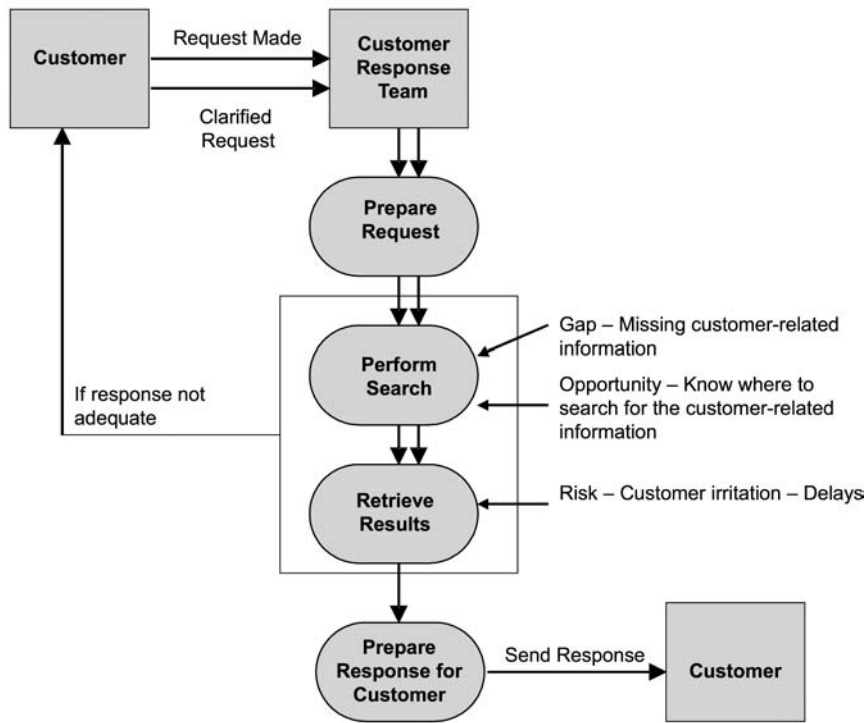 Customer
Request Made
Clarified
Request
Customer
Response
Team
Prepare
Request
Perform
Search
Gap – Missing customer-related
information
Opportunity – Know where to
search for the customer-related
information
If response not
adequate
Retrieve
Results
Risk – Customer irritation – Delays
Prepare
Response for
Customer
Send Response
Customer